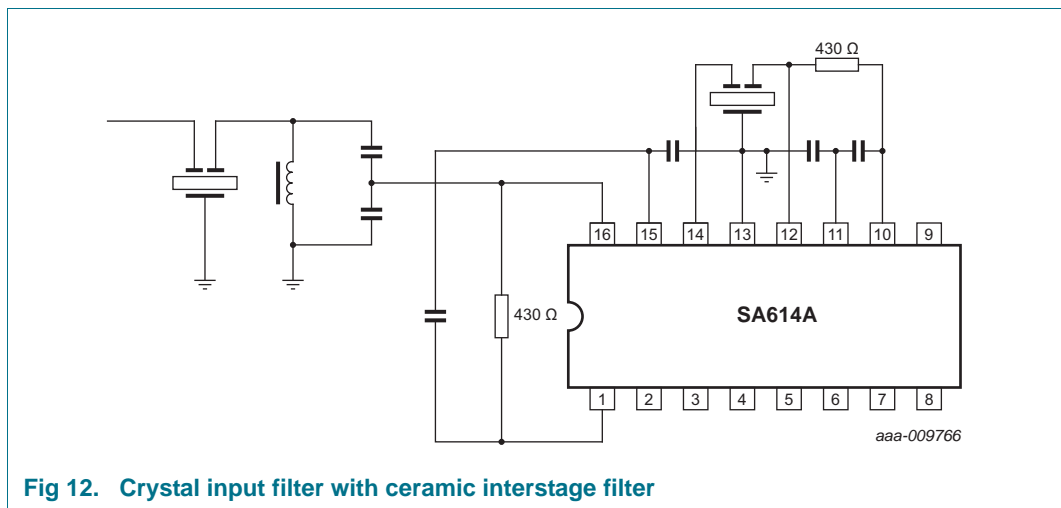 430 Ω
16 15 14 13 12 11 10 9
430 Ω
SA614A
1 2 3 4 5 6 7 8
aaa-009766
Fig 12. Crystal input filter with ceramic interstage filter